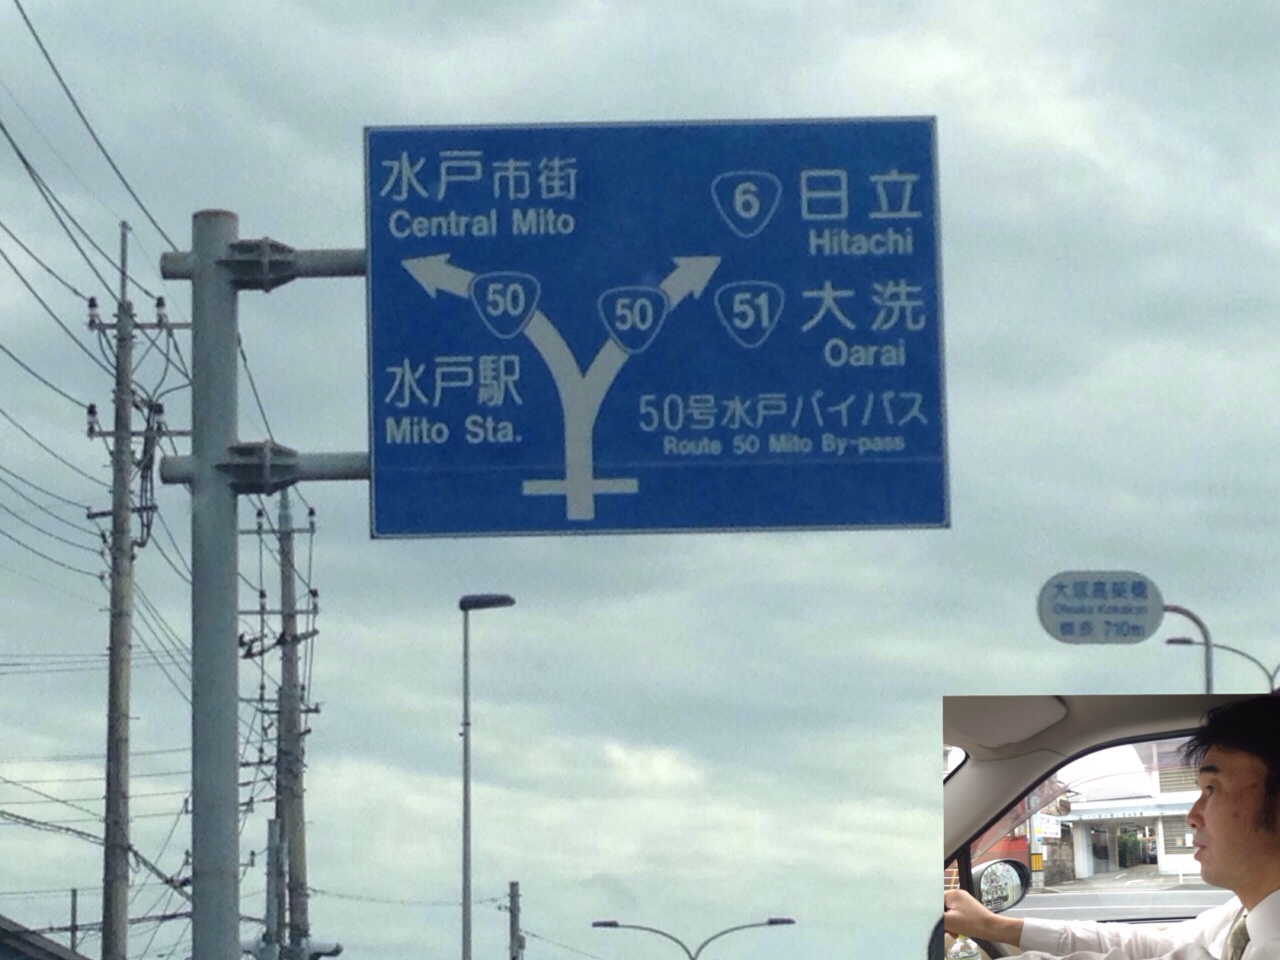 水戸市街
Central Mito
50
水戸駅
Mito Sta.
6 日立
Hitachi
50
51 大洗
Oarai
50号水戸バイパス
Route 50 Mito By-pass
大塚高架橋
Otsuka Kokakyo
橋長 710m